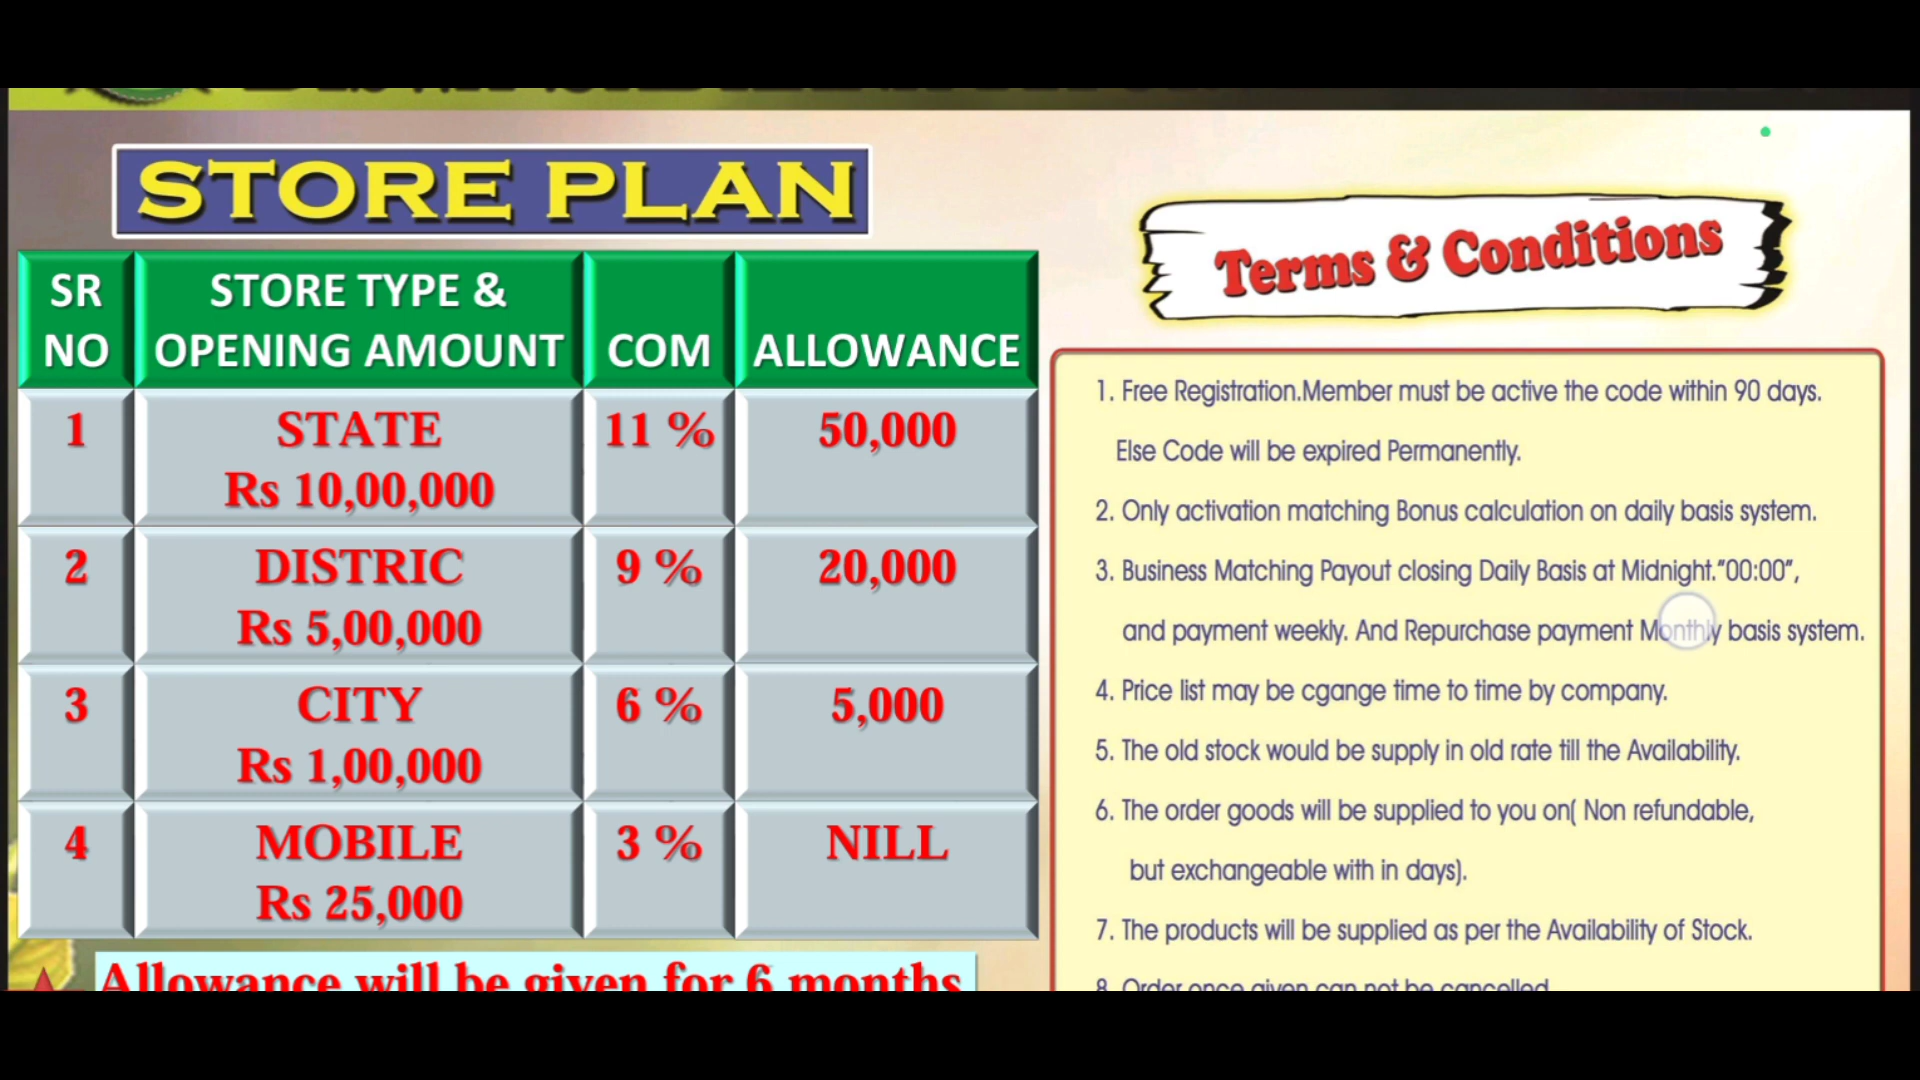 STORE PLAN
SR NO
STORE TYPE & OPENING AMOUNT
COM
ALLOWANCE
1
STATE
Rs 10,00,000
11 %
50,000
2
DISTRIC
Rs 5,00,000
9 %
20,000
3
CITY
Rs 1,00,000
6 %
5,000
4
MOBILE
Rs 25,000
3 %
NILL
Allowance will be given for 6 months
Terms & Conditions
1. Free Registration.Member must be active the code within 90 days.
Else Code will be expired Permanently.
2. Only activation matching Bonus calculation on daily basis system.
3. Business Matching Payout closing Daily Basis at Midnight."00:00",
and payment weekly. And Repurchase payment Monthly basis system.
4. Price list may be cgange time to time by company.
5. The old stock would be supply in old rate till the Availability.
6. The order goods will be supplied to you on( Non refundable,
but exchangeable with in days).
7. The products will be supplied as per the Availability of Stock.
8. Order once given can not be cancelled